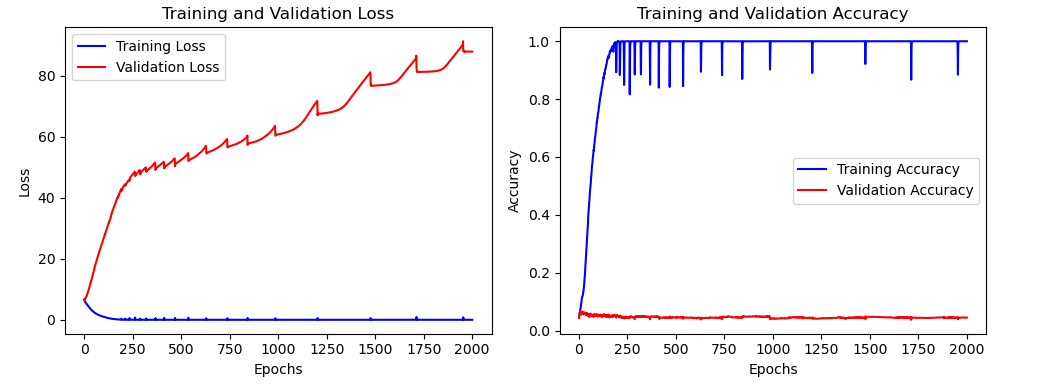 Training and Validation Loss
Training Loss
Validation Loss
80
60
40
20
0
Loss
0 250 500 750 1000 1250 1500 1750 2000
Epochs
Training and Validation Accuracy
1.0
0.8
0.6
0.4
0.2
0.0
Accuracy
Training Accuracy
Validation Accuracy
0 250 500 750 1000 1250 1500 1750 2000
Epochs